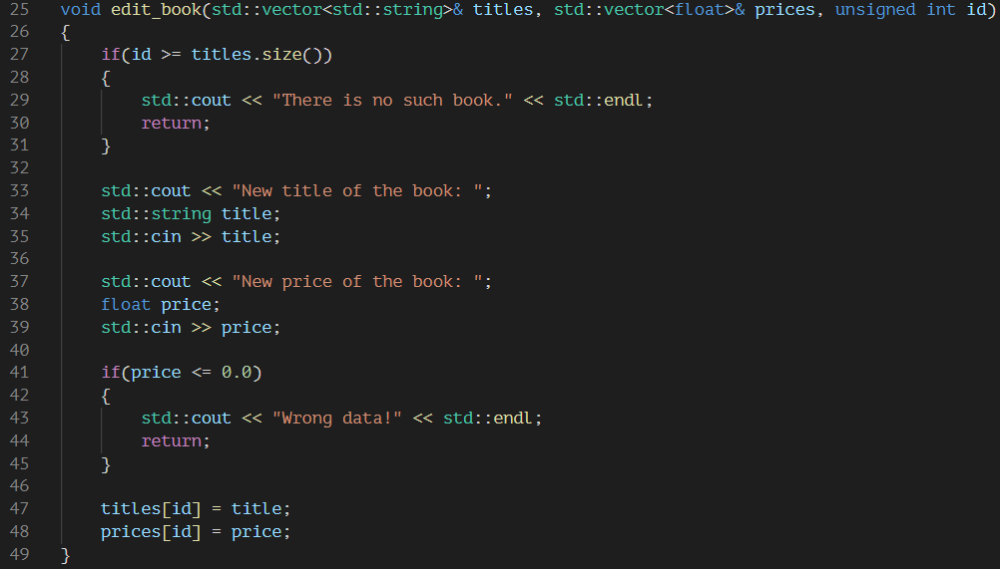 25 void edit_book(std::vector<std::string>& titles, std::vector<float>& prices, unsigned int id)
26 {
27     if(id >= titles.size())
28     {
29         std::cout << "There is no such book." << std::endl;
30         return;
31     }
32
33     std::cout << "New title of the book: ";
34     std::string title;
35     std::cin >> title;
36
37     std::cout << "New price of the book: ";
38     float price;
39     std::cin >> price;
40
41     if(price <= 0.0)
42     {
43         std::cout << "Wrong data!" << std::endl;
44         return;
45     }
46
47     titles[id] = title;
48     prices[id] = price;
49 }